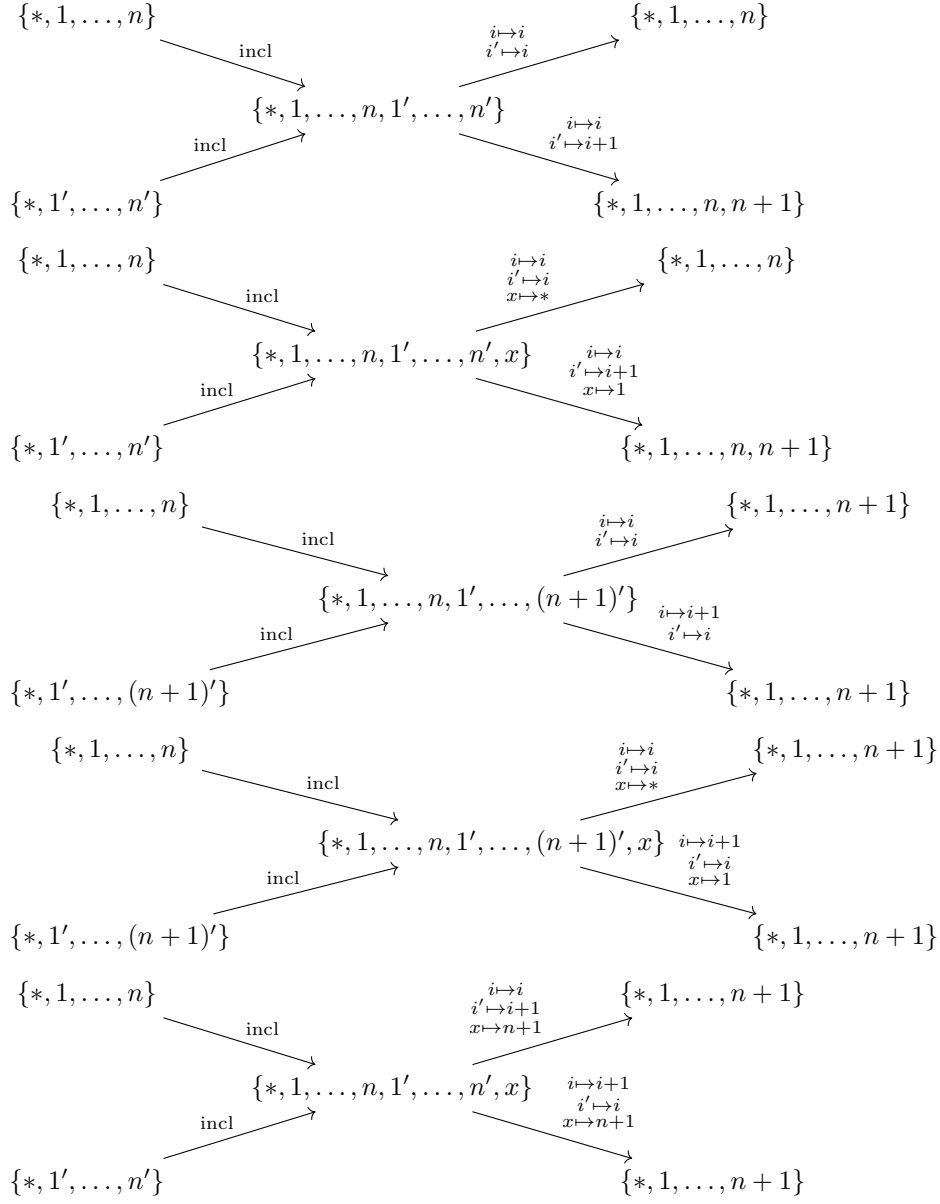 {∗, 1, . . . , n} {∗, 1, . . . , n}
incl i↦i
i′↦i
{∗, 1, . . . , n, 1′, . . . , n′}
incl i↦i
i′↦i+1
{∗, 1′, . . . , n′} {∗, 1, . . . , n, n + 1}
{∗, 1, . . . , n} {∗, 1, . . . , n}
incl i↦i
i′↦i
x↦∗
{∗, 1, . . . , n, 1′, . . . , n′, x}
incl i↦i
i′↦i+1
x↦1
{∗, 1′, . . . , n′} {∗, 1, . . . , n, n + 1}
{∗, 1, . . . , n} {∗, 1, . . . , n + 1}
incl i↦i
i′↦i
{∗, 1, . . . , n, 1′, . . . , (n + 1)′}
incl i↦i+1
i′↦i
{∗, 1′, . . . , (n + 1)′} {∗, 1, . . . , n + 1}
{∗, 1, . . . , n} {∗, 1, . . . , n + 1}
incl i↦i
i′↦i
x↦∗
{∗, 1, . . . , n, 1′, . . . , (n + 1)′, x}
incl i↦i+1
i′↦i
x↦1
{∗, 1′, . . . , (n + 1)′} {∗, 1, . . . , n + 1}
{∗, 1, . . . , n} {∗, 1, . . . , n + 1}
incl i↦i
i′↦i+1
x↦n+1
{∗, 1, . . . , n, 1′, . . . , n′, x}
incl i↦i+1
i′↦i
x↦n+1
{∗, 1′, . . . , n′} {∗, 1, . . . , n + 1}